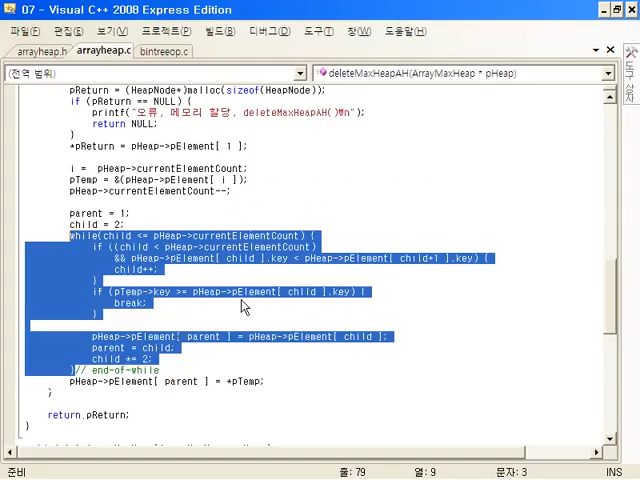 07 - Visual C++ 2008 Express Edition
파일(F) 편집(E) 보기(V) 프로젝트(P) 빌드(B) 디버그(D) 도구(T) 창(W) 도움말(H)
arrayheap.h arrayheap.c bintreeop.c
(전역 범위) deleteMaxHeapAH(ArrayMaxHeap * pHeap)
도구 상자
pReturn = (HeapNode*)malloc(sizeof(HeapNode));
if (pReturn == NULL) {
printf("오류, 메모리 할당, deleteMaxHeapAH()₩n");
return NULL;
}
*pReturn = pHeap->pElement[ 1 ];
i = pHeap->currentElementCount;
pTemp = &(pHeap->pElement[ i ]);
pHeap->currentElementCount--;
parent = 1;
child = 2;
while(child <= pHeap->currentElementCount) {
if ((child < pHeap->currentElementCount)
&& pHeap->pElement[ child ].key < pHeap->pElement[ child+1 ].key) {
child++;
}
if (pTemp->key >= pHeap->pElement[ child ].key) {
break;
}
pHeap->pElement[ parent ] = pHeap->pElement[ child ];
parent = child;
child *= 2;
}// end-of-while
pHeap->pElement[ parent ] = *pTemp;
};
return pReturn;
}
준비 줄: 79 열: 9 문자: 3 INS